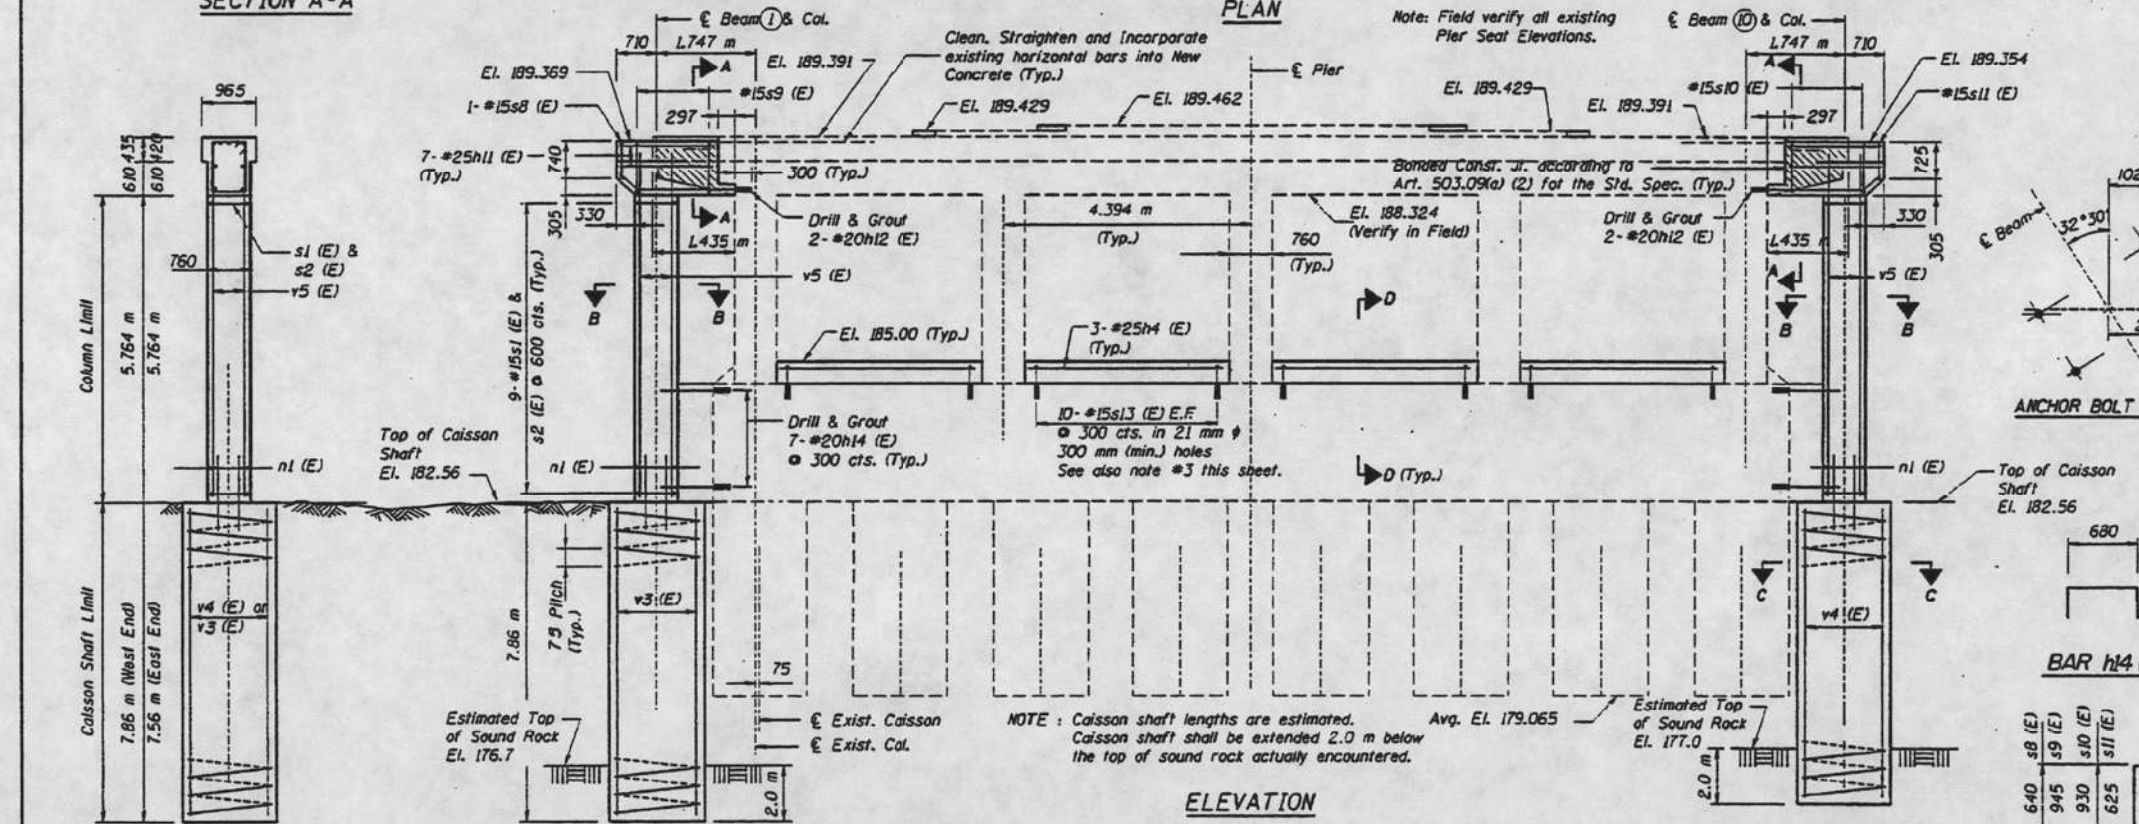 SECTION A-A
PLAN
℄ Beam ① & Col.
710
1.747 m
A
El. 189.391
El. 189.369
1-#15s8 (E)
#15s9 (E)
297
Clean, Straighten and Incorporate
existing horizontal bars into New
Concrete (Typ.)
El. 189.429
El. 189.462
℄ Pier
Note: Field verify all existing
Pier Seat Elevations.
El. 189.429
El. 189.391
℄ Beam ⑩ & Col.
1.747 m
710
A
El. 189.354
#15s10 (E)
#15s11 (E)
297
965
435
420
610
610
7-#25h11 (E)
(Typ.)
740
300 (Typ.)
Bonded Const. Jt. according to
Art. 503.09(a) (2) fot the Std. Spec. (Typ.)
725
305
330
A
Drill & Grout
2-#20h12 (E)
1.435 m
4.394 m
(Typ.)
El. 188.324
(Verify in Field)
760
(Typ.)
Drill & Grout
2-#20h12 (E)
330
1.435 m
305
A
s1 (E) &
s2 (E)
v5 (E)
760
v5 (E)
v5 (E)
B
B
B
B
D
Column Limit
5.764 m
5.764 m
9-#15s1 (E) &
s2 (E) @ 600 cts. (Typ.)
El. 185.00 (Typ.)
3-#25h4 (E)
(Typ.)
Top of Caisson
Shaft
El. 182.56
Drill & Grout
7-#20h14 (E)
@ 300 cts. (Typ.)
10-#15s13 (E) E.F.
@ 300 cts. in 21 mm ϕ
300 mm (min.) holes
See also note #3 this sheet.
D (Typ.)
n1 (E)
n1 (E)
n1 (E)
Top of Caisson
Shaft
El. 182.56
℄ Beam
32°30'
102
ANCHOR BOLT
680
BAR h14
Caisson Shaft Limit
7.86 m (West End)
7.56 m (East End)
v4 (E) or
v3 (E)
7.86 m
75 Pitch
(Typ.)
v3 (E)
75
C
C
v4 (E)
Estimated Top
of Sound Rock
El. 176.7
2.0 m
℄ Exist. Caisson
℄ Exist. Col.
NOTE : Caisson shaft lengths are estimated.
Caisson shaft shall be extended 2.0 m below
the top of sound rock actually encountered.
Avg. El. 179.065
Estimated Top
of Sound Rock
El. 177.0
2.0 m
ELEVATION
640 s8 (E)
945 s9 (E)
930 s10 (E)
625 s11 (E)